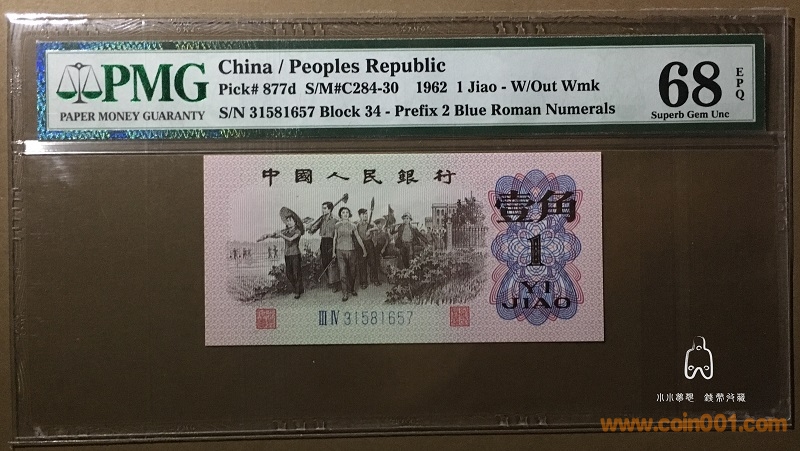 PMG
PAPER MONEY GUARANTY
China / Peoples Republic
Pick# 877d S/M#C284-30 1962 1 Jiao - W/Out Wmk
S/N 31581657 Block 34 - Prefix 2 Blue Roman Numerals
68
EPQ
Superb Gem Unc
中國人民銀行
壹角
1
YI
JIAO
III IV 31581657
www.coin001.com